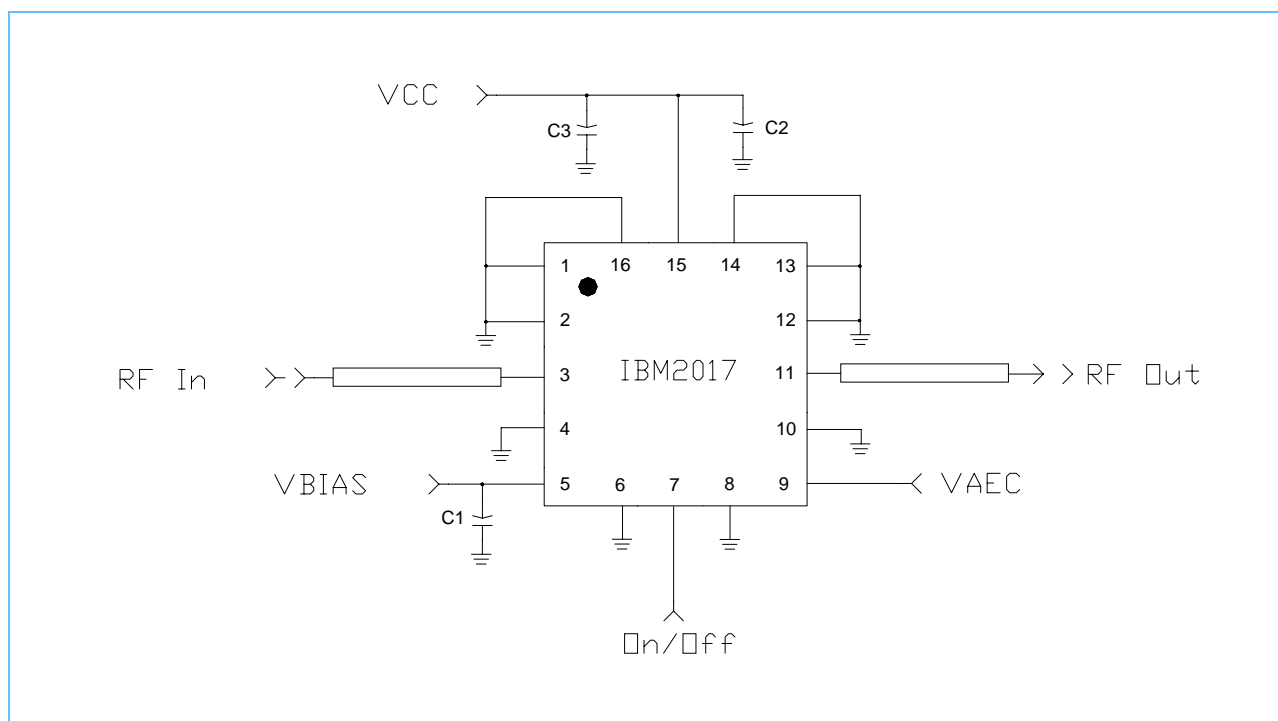 VCC
C3
C2
1 16 15 14 13
2 12
RF In 3 IBM2017 11 RF Out
4 10
VBIAS 5 6 7 8 9 VAEC
C1
On/Off